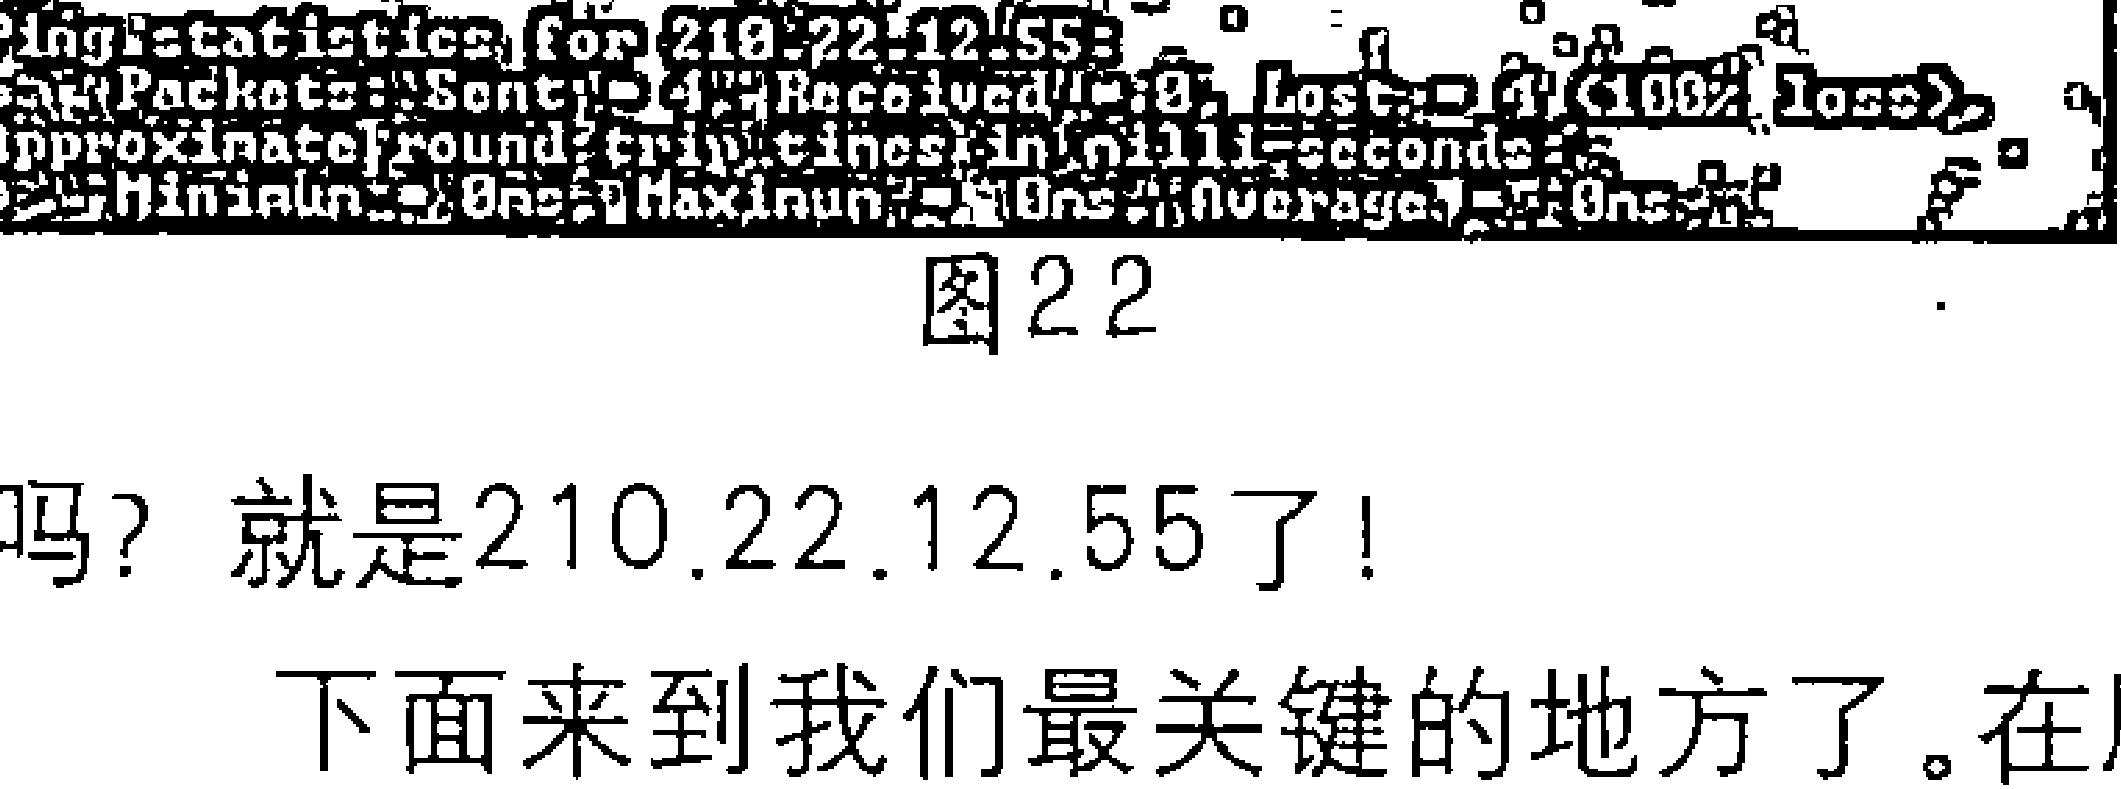 Ping statistics for 210.22.12.55:
Packets: Sent = 4, Received = 0, Lost = 4 (100% loss),
Approximate round trip times in milli-seconds:
Minimum = 0ms, Maximum = 0ms, Average = 0ms
图22
吗？就是210.22.12.55了！
下面来到我们最关键的地方了。在